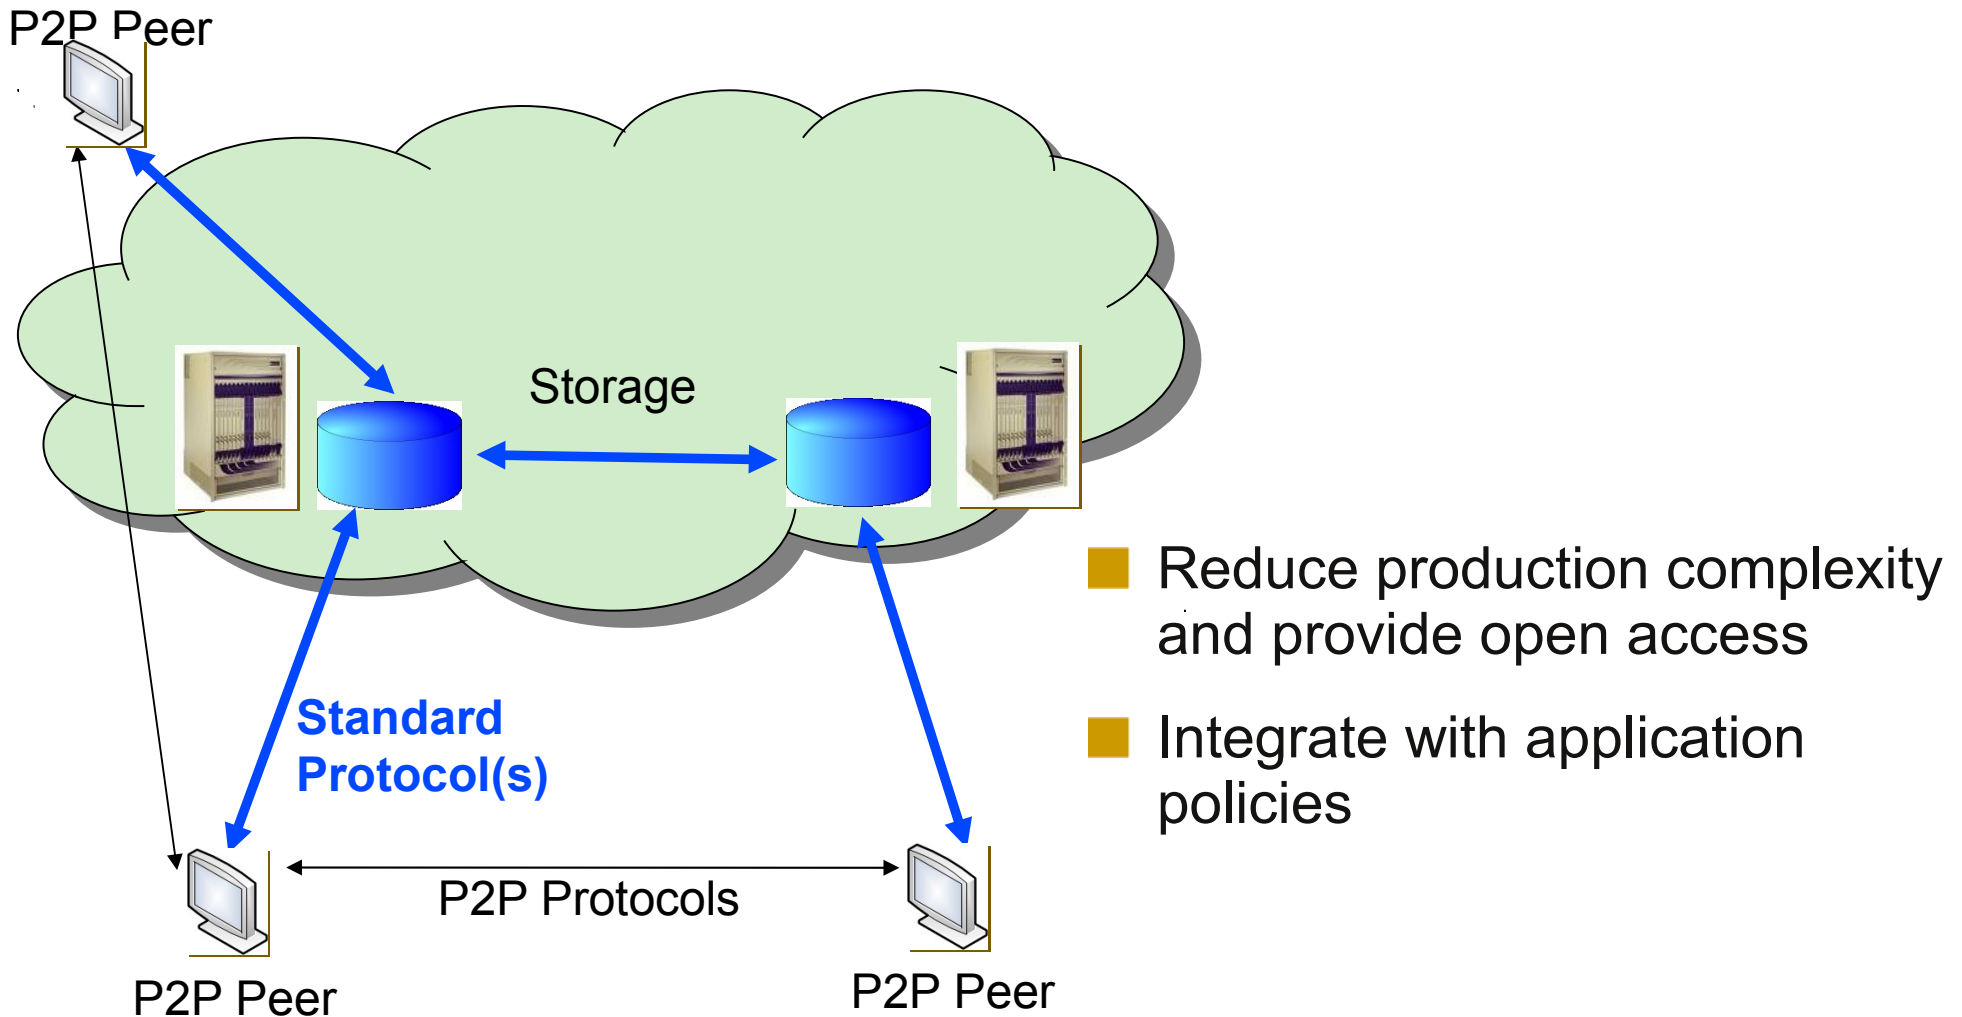 P2P Peer
Storage
Standard
Protocol(s)
P2P Protocols
P2P Peer
P2P Peer
Reduce production complexity
and provide open access
Integrate with application
policies